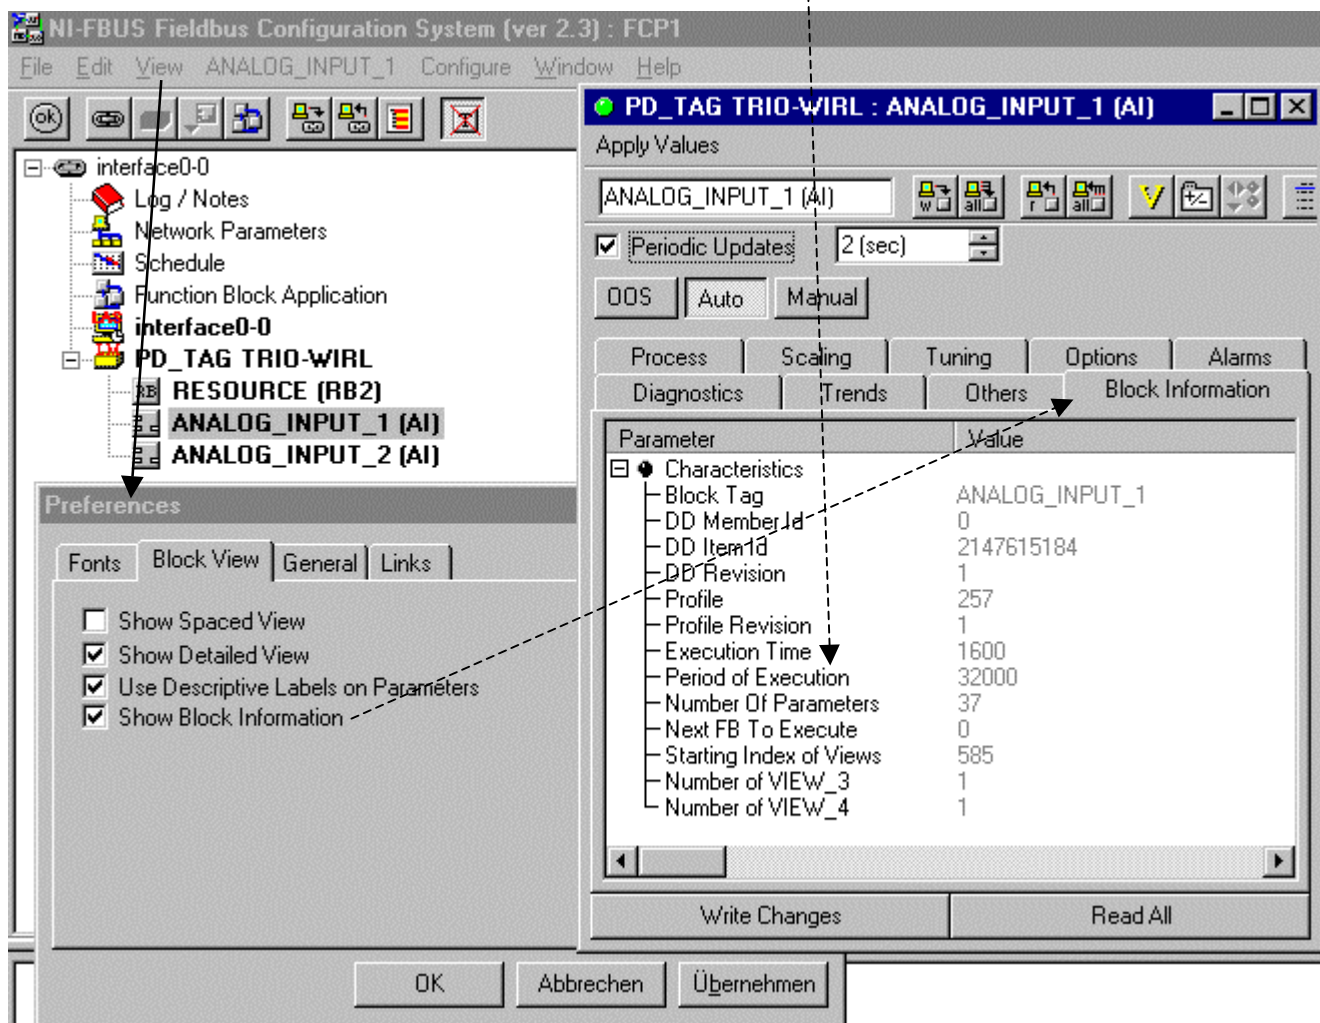 NI-FBUS Fieldbus Configuration System (ver 2.3) : FCP1
File Edit View ANALOG_INPUT_1 Configure Window Help
interface0-0
Log / Notes
Network Parameters
Schedule
Function Block Application
interface0-0
PD_TAG TRIO-WIRL
RB RESOURCE (RB2)
ANALOG_INPUT_1 (AI)
ANALOG_INPUT_2 (AI)
Preferences
Fonts Block View General Links
Show Spaced View
Show Detailed View
Use Descriptive Labels on Parameters
Show Block Information
OK Abbrechen Übernehmen
PD_TAG TRIO-WIRL : ANALOG_INPUT_1 (AI)
Apply Values
ANALOG_INPUT_1 (AI) w all r all
Periodic Updates 2 (sec)
OOS Auto Manual
Process Scaling Tuning Options Alarms
Diagnostics Trends Others Block Information
Parameter Value
Characteristics
Block Tag ANALOG_INPUT_1
DD Member Id 0
DD Item Id 2147615184
DD Revision 1
Profile 257
Profile Revision 1
Execution Time 1600
Period of Execution 32000
Number Of Parameters 37
Next FB To Execute 0
Starting Index of Views 585
Number of VIEW_3 1
Number of VIEW_4 1
Write Changes Read All